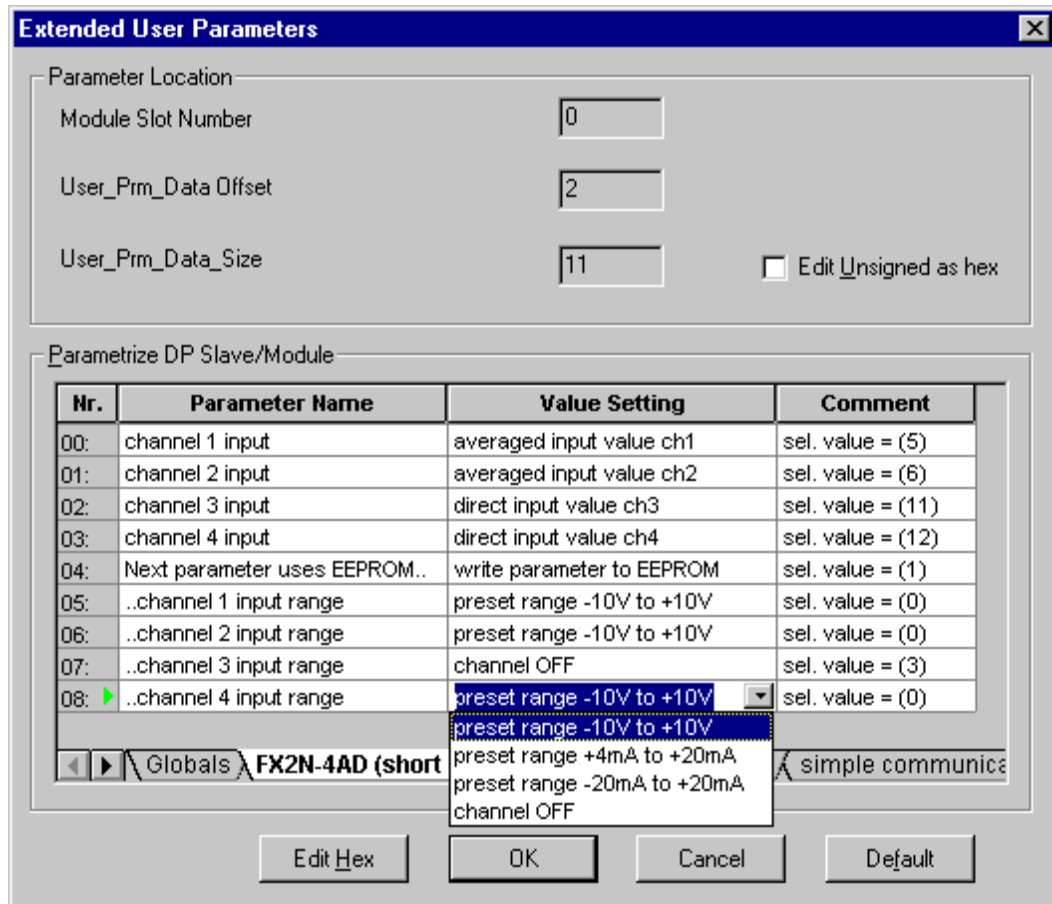 Extended User Parameters
Parameter Location
Module Slot Number 0
User_Prm_Data Offset 2
User_Prm_Data_Size 11 Edit Unsigned as hex
Parametrize DP Slave/Module
Nr. Parameter Name Value Setting Comment
00: channel 1 input averaged input value ch1 sel. value = (5)
01: channel 2 input averaged input value ch2 sel. value = (6)
02: channel 3 input direct input value ch3 sel. value = (11)
03: channel 4 input direct input value ch4 sel. value = (12)
04: Next parameter uses EEPROM.. write parameter to EEPROM sel. value = (1)
05: ..channel 1 input range preset range -10V to +10V sel. value = (0)
06: ..channel 2 input range preset range -10V to +10V sel. value = (0)
07: ..channel 3 input range channel OFF sel. value = (3)
08: ..channel 4 input range preset range -10V to +10V sel. value = (0)
preset range -10V to +10V
preset range +4mA to +20mA
preset range -20mA to +20mA
channel OFF
Globals FX2N-4AD (short simple communica
Edit Hex OK Cancel Default